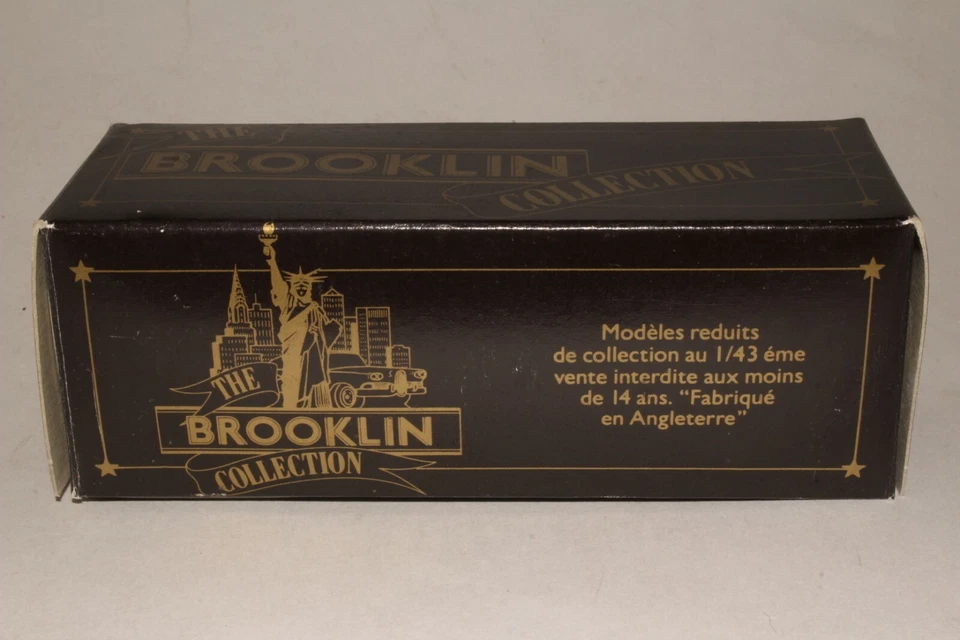 THE
BROOKLIN
COLLECTION
THE
BROOKLIN
COLLECTION
Modèles reduits
de collection au 1/43 éme
vente interdite aux moins
de 14 ans. "Fabriqué
en Angleterre"